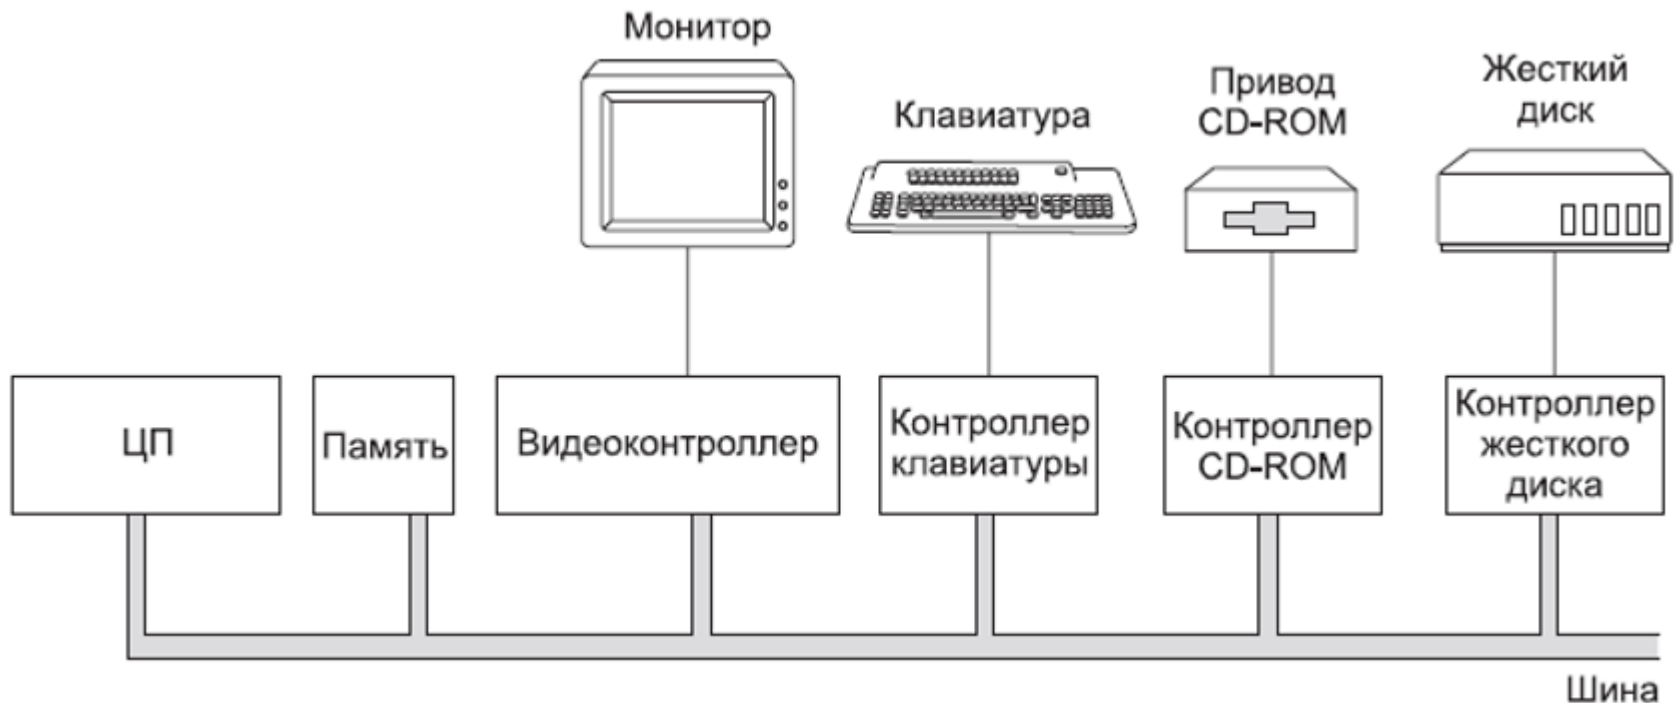 Монитор
Клавиатура
Привод
CD-ROM
Жесткий
диск
ЦП
Память
Видеоконтроллер
Контроллер
клавиатуры
Контроллер
CD-ROM
Контроллер
жесткого
диска
Шина